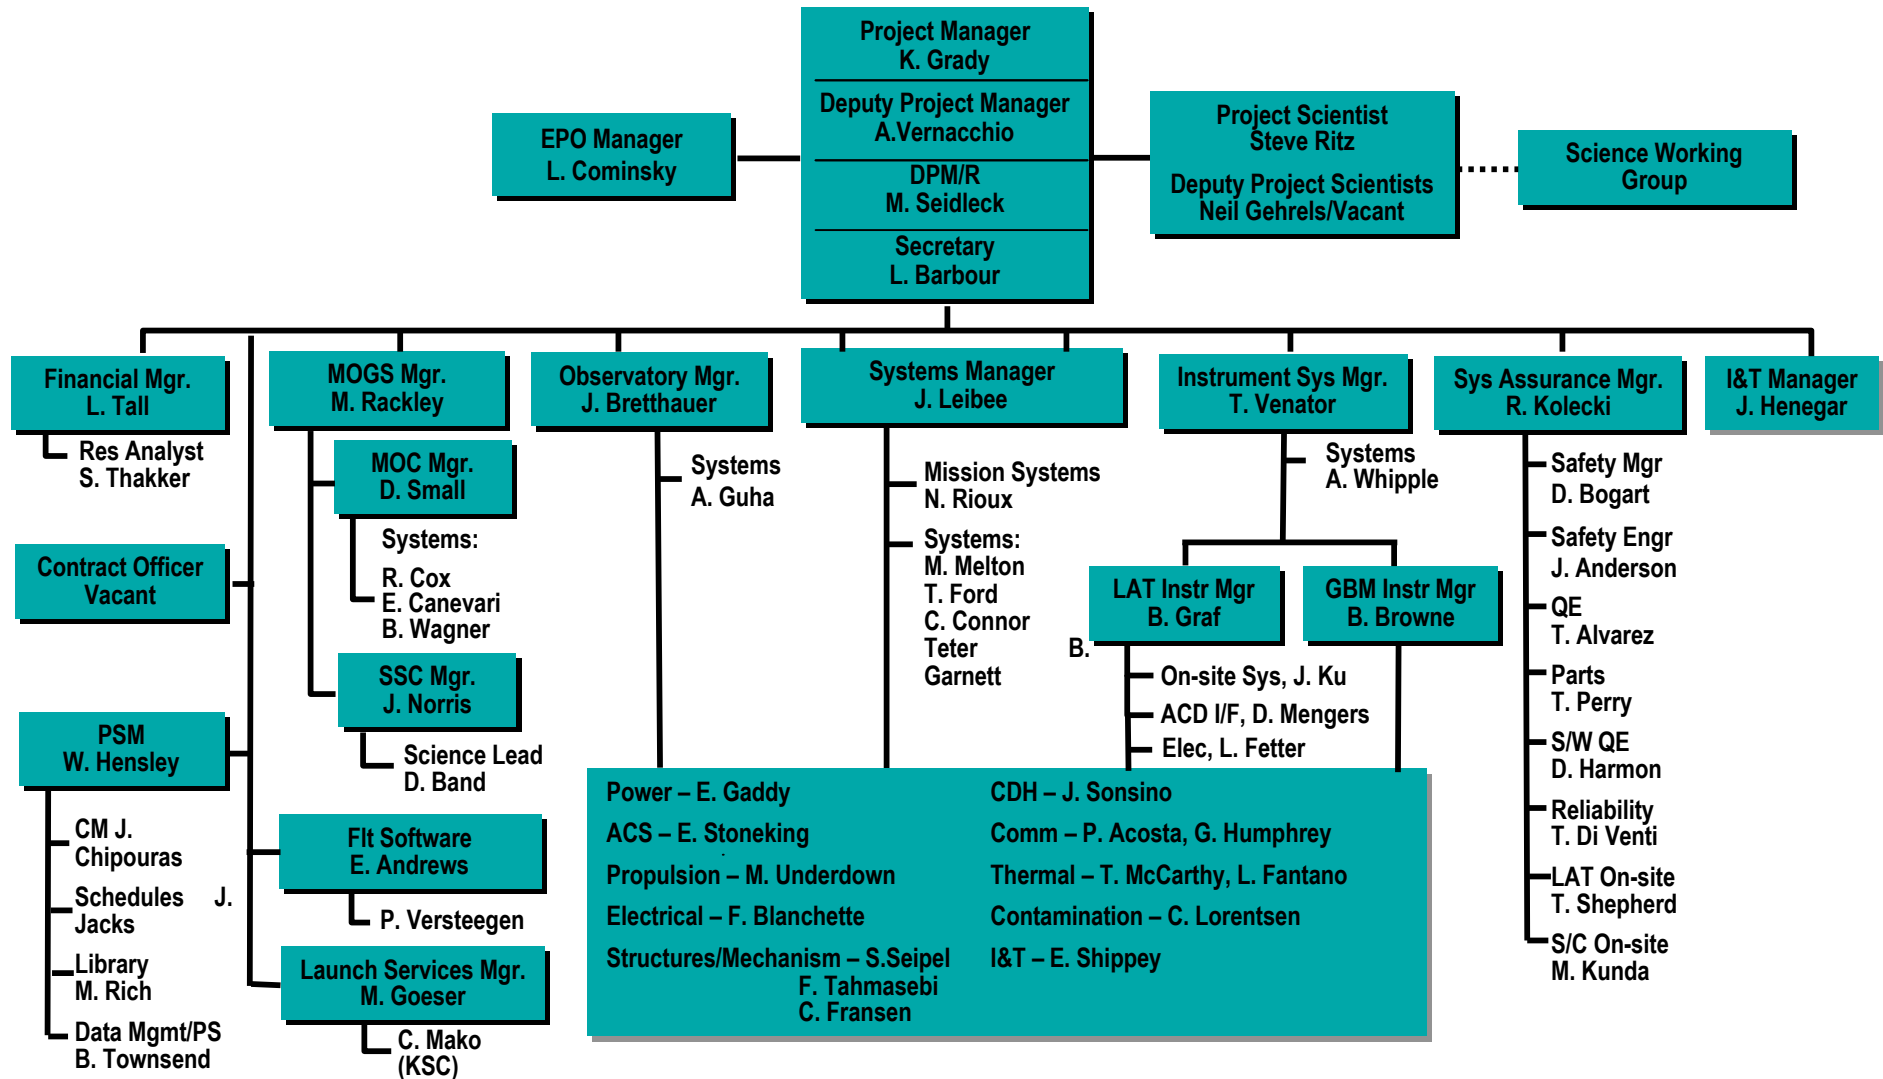 Project Manager
K. Grady
Deputy Project Manager
A.Vernacchio
DPM/R
M. Seidleck
Secretary
L. Barbour
EPO Manager
L. Cominsky
Project Scientist
Steve Ritz
Deputy Project Scientists
Neil Gehrels/Vacant
Science Working
Group
Financial Mgr.
L. Tall
Res Analyst
S. Thakker
Contract Officer
Vacant
PSM
W. Hensley
CM J.
Chipouras
Schedules J.
Jacks
Library
M. Rich
Data Mgmt/PS
B. Townsend
MOGS Mgr.
M. Rackley
MOC Mgr.
D. Small
Systems:
R. Cox
E. Canevari
B. Wagner
SSC Mgr.
J. Norris
Science Lead
D. Band
Flt Software
E. Andrews
P. Versteegen
Launch Services Mgr.
M. Goeser
C. Mako
(KSC)
Observatory Mgr.
J. Bretthauer
Systems
A. Guha
Systems Manager
J. Leibee
Mission Systems
N. Rioux
Systems:
M. Melton
T. Ford
C. Connor
Teter B.
Garnett
Instrument Sys Mgr.
T. Venator
Systems
A. Whipple
LAT Instr Mgr
B. Graf
On-site Sys, J. Ku
ACD I/F, D. Mengers
Elec, L. Fetter
GBM Instr Mgr
B. Browne
Power – E. Gaddy
ACS – E. Stoneking
Propulsion – M. Underdown
Electrical – F. Blanchette
Structures/Mechanism – S.Seipel
F. Tahmasebi
C. Fransen
CDH – J. Sonsino
Comm – P. Acosta, G. Humphrey
Thermal – T. McCarthy, L. Fantano
Contamination – C. Lorentsen
I&T – E. Shippey
Sys Assurance Mgr.
R. Kolecki
Safety Mgr
D. Bogart
Safety Engr
J. Anderson
QE
T. Alvarez
Parts
T. Perry
S/W QE
D. Harmon
Reliability
T. Di Venti
LAT On-site
T. Shepherd
S/C On-site
M. Kunda
I&T Manager
J. Henegar